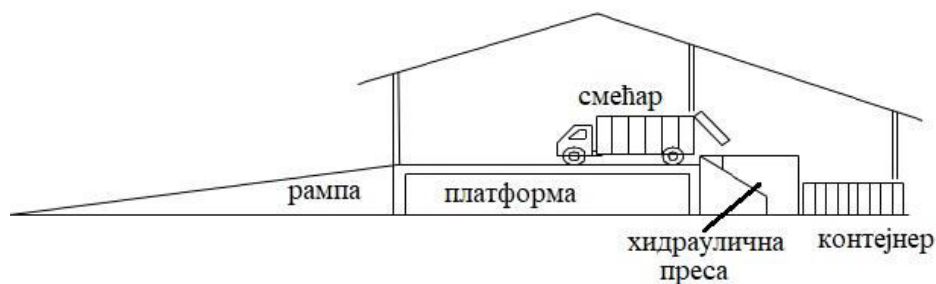 смећар
рампа
платформа
хидраулична
преса
контејнер